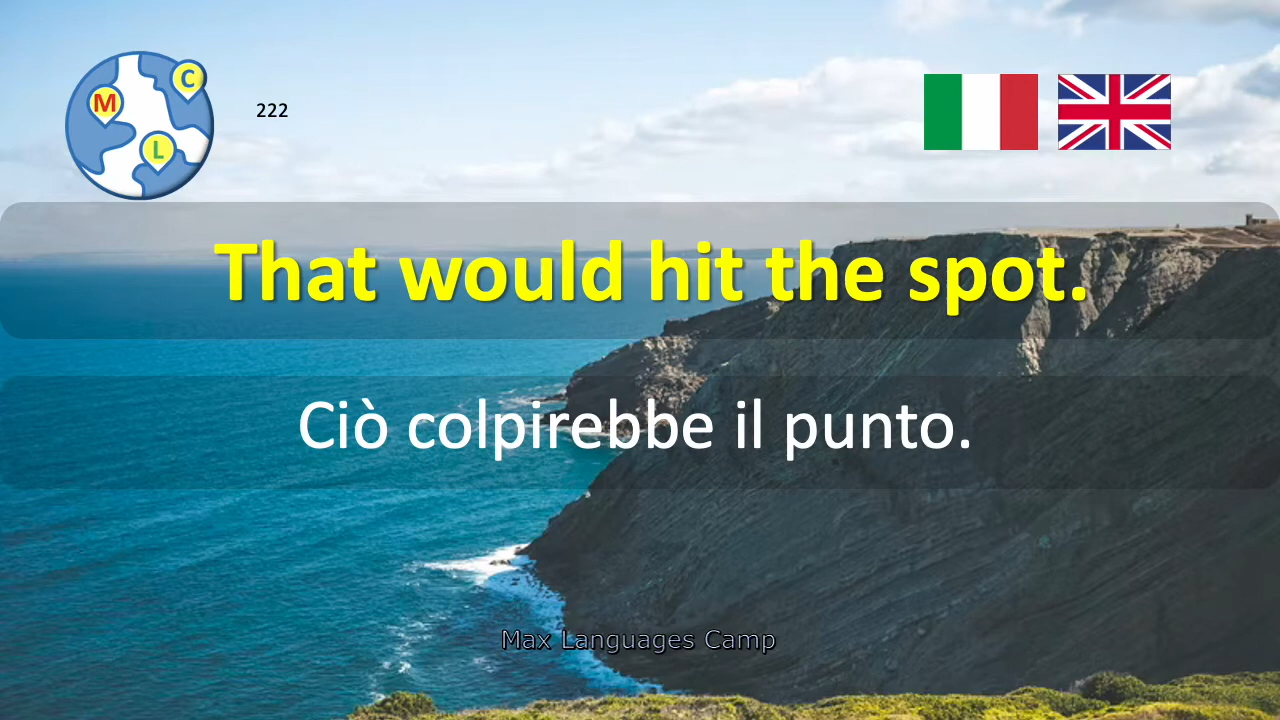 M
C
L
222
That would hit the spot.
Ciò colpirebbe il punto.
Max Languages Camp